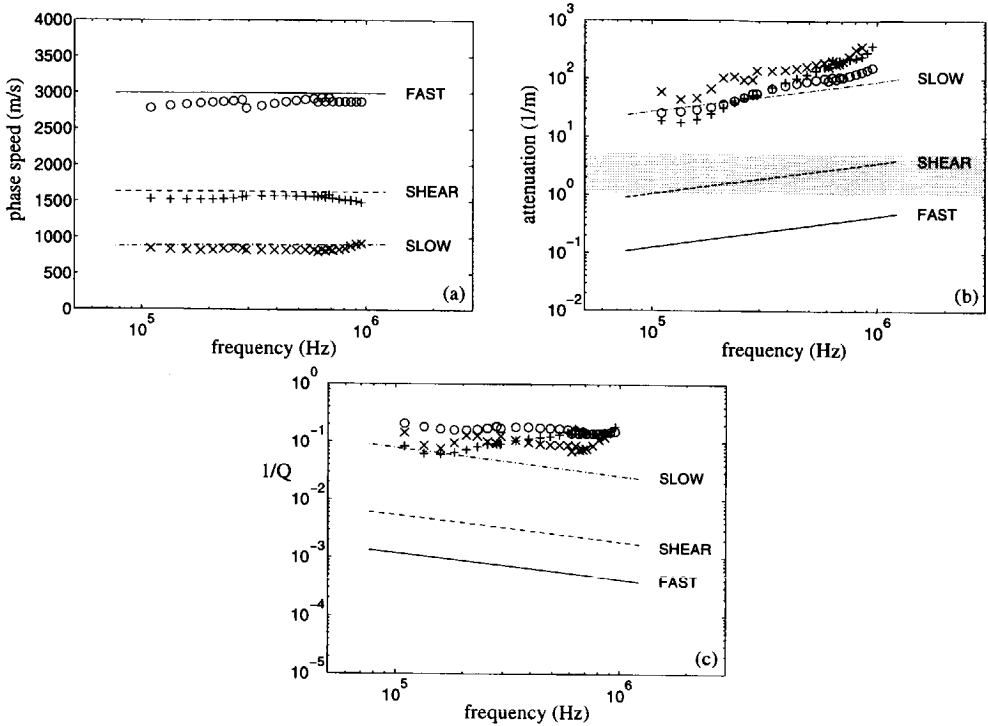 4000
3500
3000
2500
2000
1500
1000
500
0
phase speed (m/s)
FAST
SHEAR
SLOW
(a)
10^5
10^6
frequency (Hz)
10^3
10^2
10^1
10^0
10^-1
10^-2
attenuation (1/m)
SLOW
SHEAR
FAST
(b)
10^5
10^6
frequency (Hz)
10^0
10^-1
10^-2
10^-3
10^-4
10^-5
1/Q
SLOW
SHEAR
FAST
(c)
10^5
10^6
frequency (Hz)